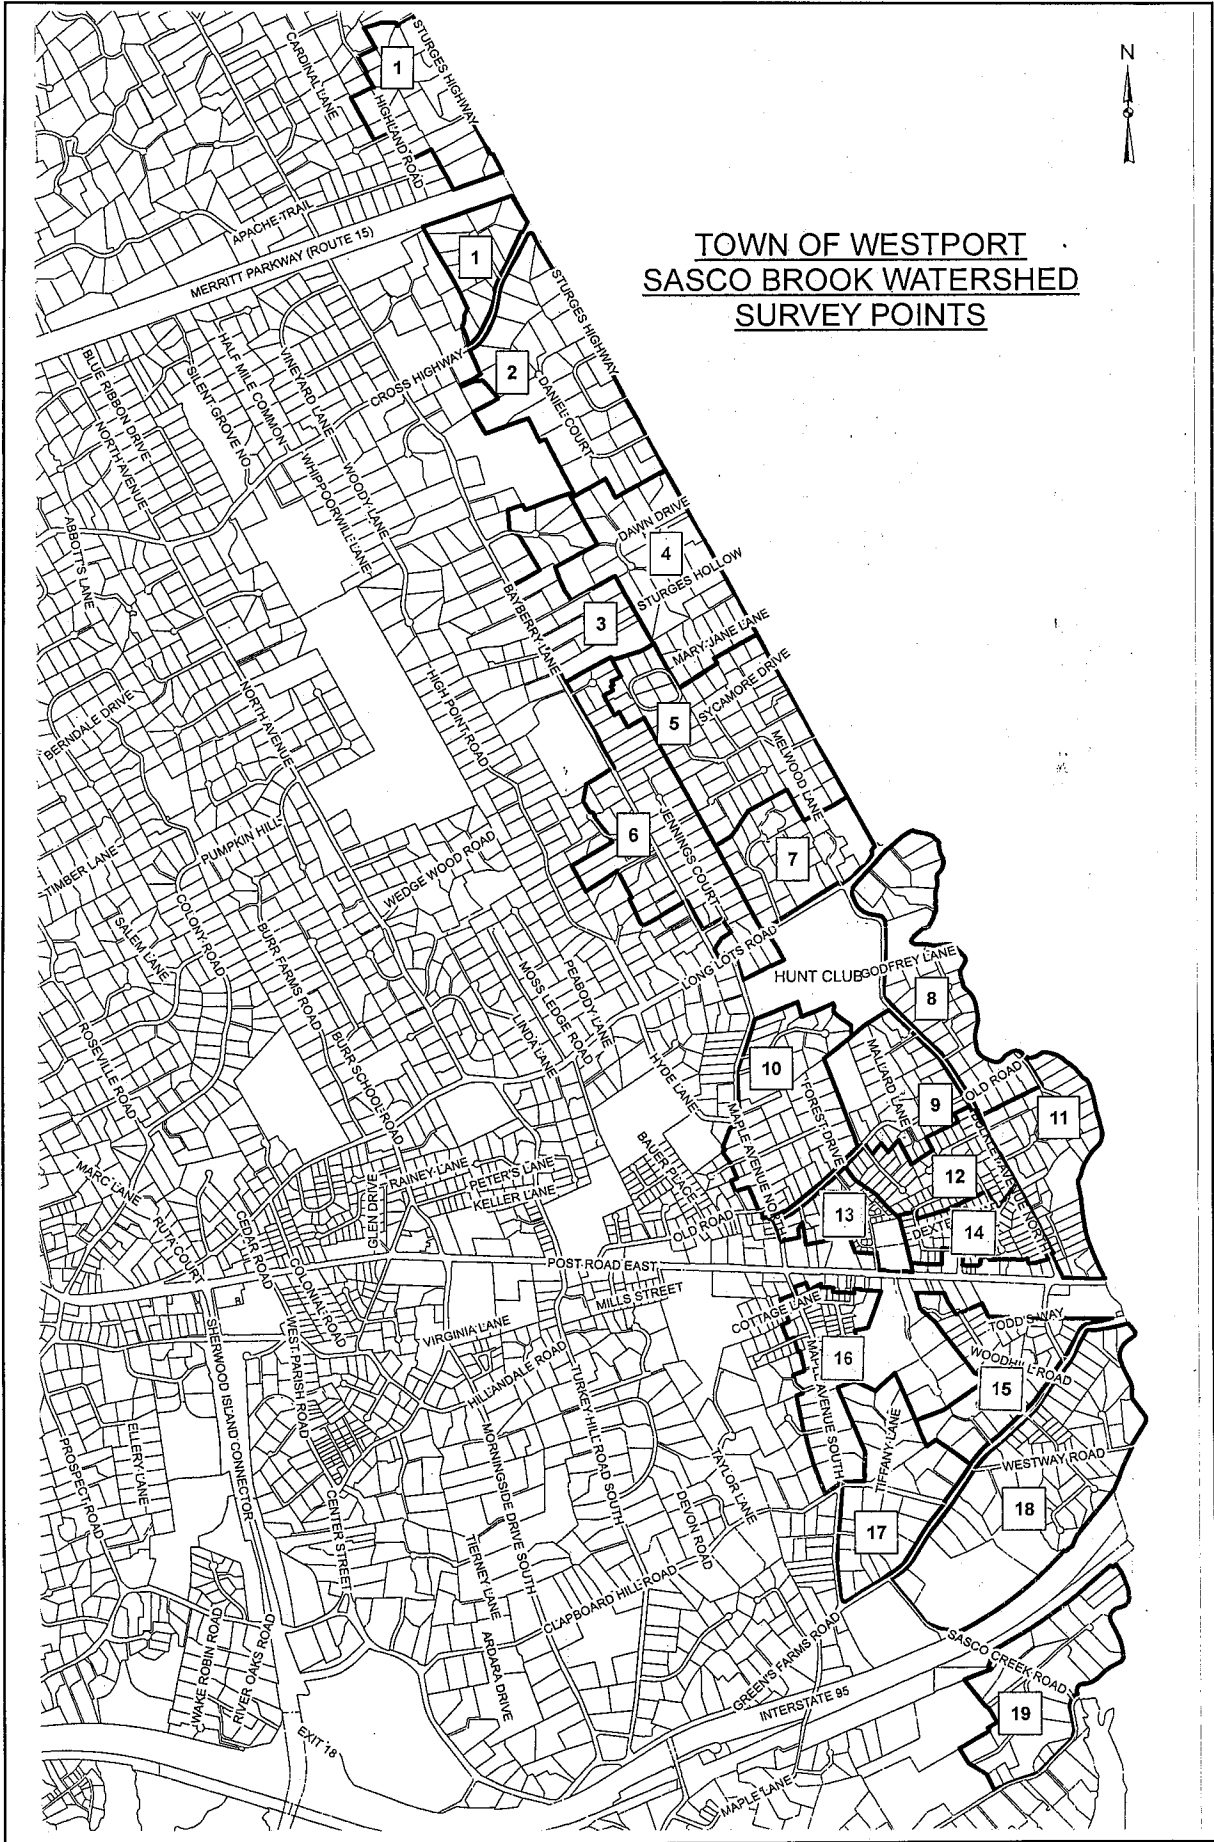 N
TOWN OF WESTPORT
SASCO BROOK WATERSHED
SURVEY POINTS
STURGES HIGHWAY
CARDINAL LANE
1
HIGHLAND ROAD
APACHE TRAIL
MERRITT PARKWAY (ROUTE 15)
1
STURGES HIGHWAY
BLUE RIBBON DRIVE
SILENT GROVE NO
HALF MILE COMMON
VINEYARD LANE
CROSS HIGHWAY
2
DANIEL COURT
NORTH AVENUE
WHIPPOORWILL LANE
WOODY LANE
ABBOTTS LANE
DAWN DRIVE
4
STURGES HOLLOW
BAYBERRY LANE
3
MARY JANE LANE
SYCAMORE DRIVE
BERNDALE DRIVE
NORTH AVENUE
HIGH POINT ROAD
5
MELWOOD LANE
PUMPKIN HILL
JENNINGS COURT
6
7
TIMBER LANE
WEDGE WOOD ROAD
COLONY ROAD
SALEM LANE
BURR FARMS ROAD
LONG LOTS ROAD
HUNT CLUB
GODFREY LANE
MOSS LEDGE ROAD
PEABODY LANE
8
LINDA LANE
ROSEVILLE ROAD
BURR SCHOOL ROAD
HYDE LANE
10
FOREST DRIVE
MALLARD LANE
9
OLD ROAD
11
MAPLE AVENUE NORTH
BAUER PLACE
12
MARC LANE
GLEN DRIVE
RAINEY LANE
PETER'S LANE
KELLER LANE
RUTA COURT
CEDAR ROAD
OLD ROAD
13
14
COLONIAL ROAD
POST ROAD EAST
MILLS STREET
COTTAGE LANE
TODD'S WAY
SHERWOOD ISLAND CONNECTOR
WEST PARISH ROAD
VIRGINIA LANE
HILLANDALE ROAD
16
WOODHILL ROAD
15
MAPLE AVENUE SOUTH
TIFFANY LANE
ELLERY LANE
PROSPECT ROAD
TURKEY HILL ROAD SOUTH
MORNINGSIDE DRIVE SOUTH
TAYLOR LANE
WESTWAY ROAD
CENTER STREET
DEVON ROAD
18
17
TIERNEY LANE
CLAPBOARD HILL ROAD
WAKE ROBIN ROAD
RIVER OAKS ROAD
ARDARA DRIVE
GREEN'S FARMS ROAD
SASCO CREEK ROAD
INTERSTATE 95
19
EXIT 18
MAPLE LANE